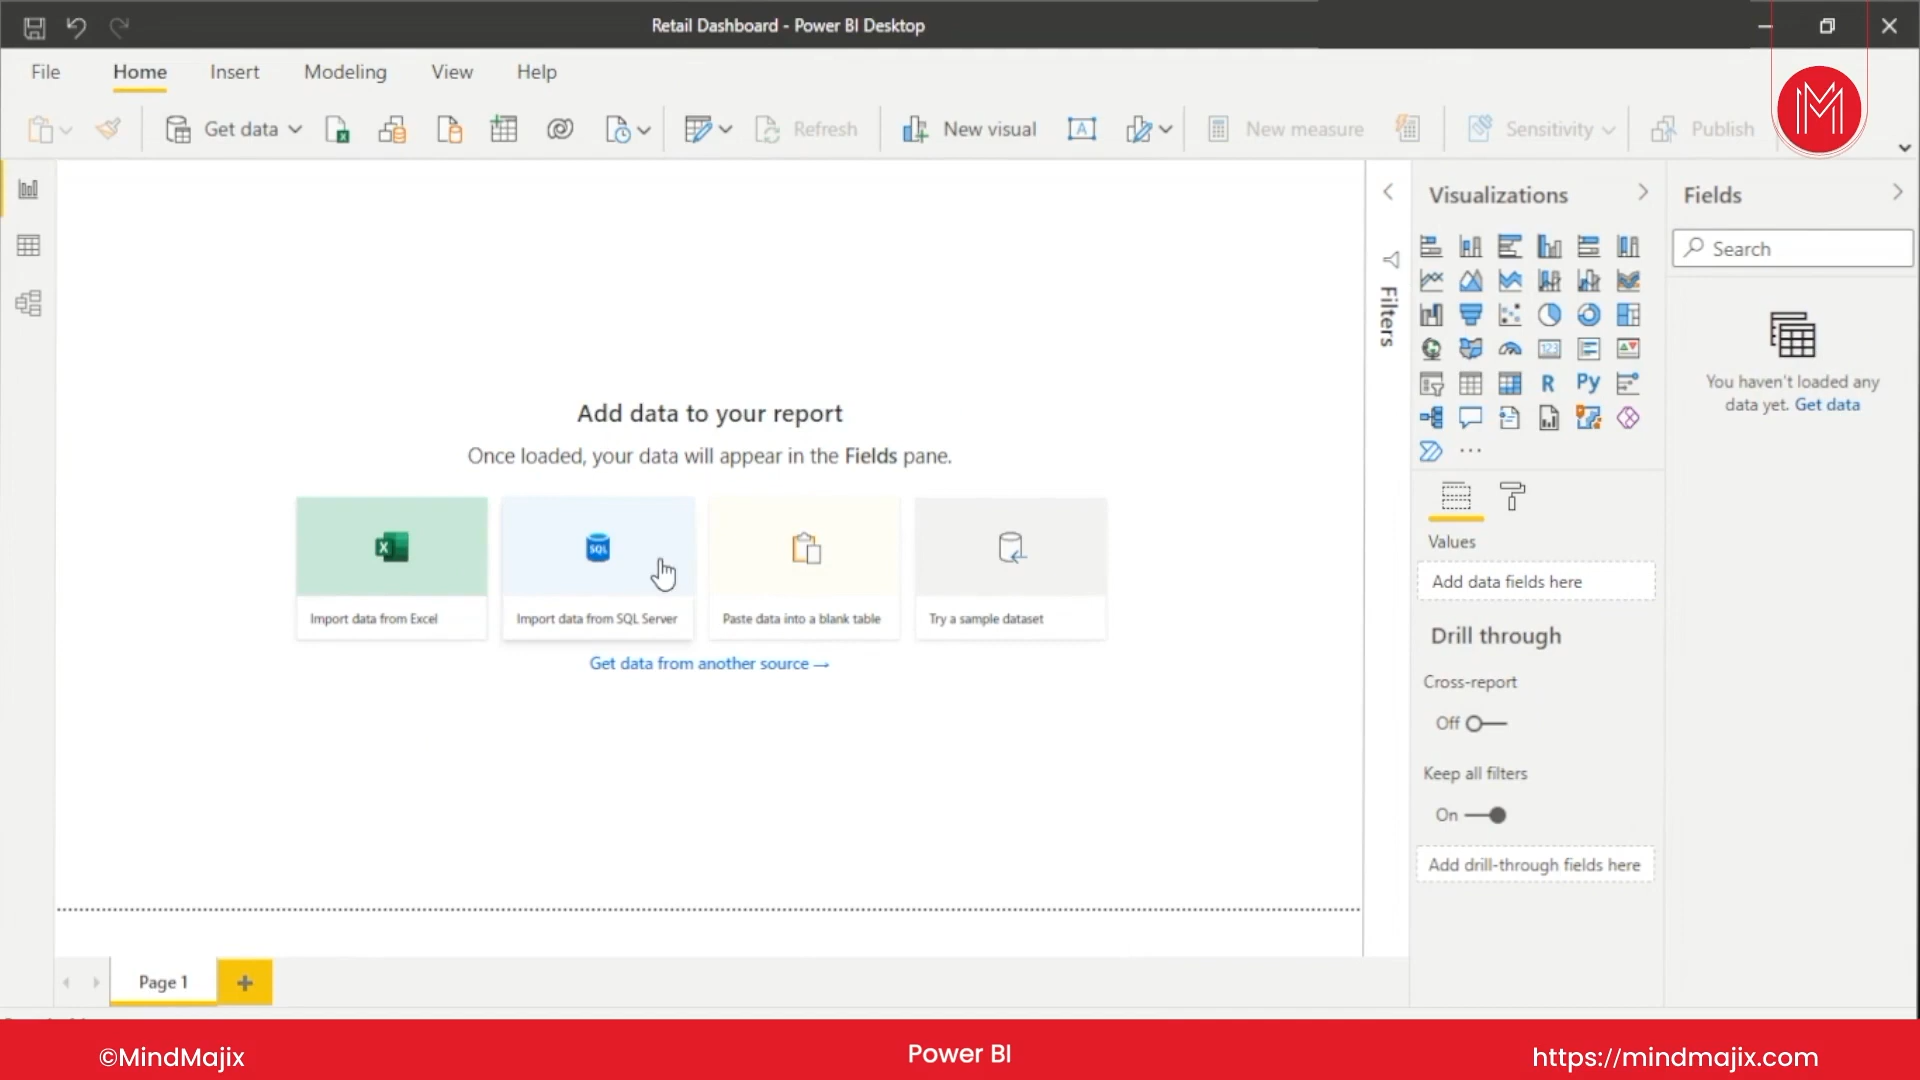 Retail Dashboard - Power BI Desktop
File Home Insert Modeling View Help
Get data Refresh New visual New measure Sensitivity Publish
Visualizations
Fields
Search
Filters
You haven't loaded any
data yet. Get data
R Py
123
Add data to your report
Once loaded, your data will appear in the Fields pane.
X SQL
Import data from Excel
Import data from SQL Server
Paste data into a blank table
Try a sample dataset
Get data from another source →
Values
Add data fields here
Drill through
Cross-report
Off
Keep all filters
On
Add drill-through fields here
Page 1 +
©MindMajix
Power BI
https://mindmajix.com